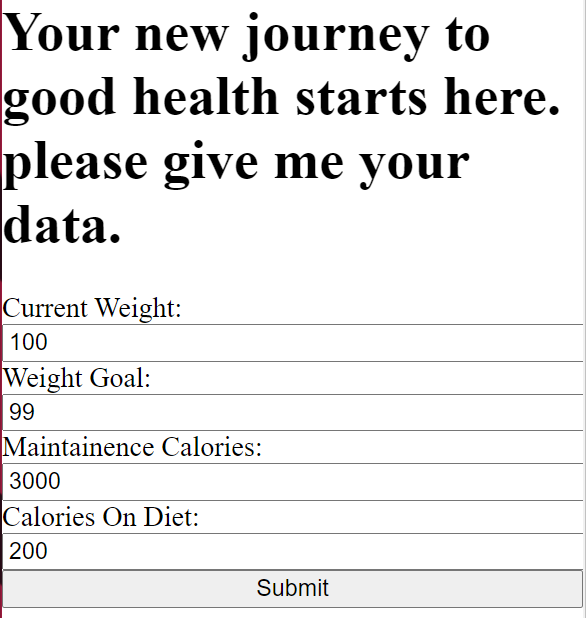 Your new journey to
good health starts here.
please give me your
data.
Current Weight:
100
Weight Goal:
99
Maintainence Calories:
3000
Calories On Diet:
200
Submit